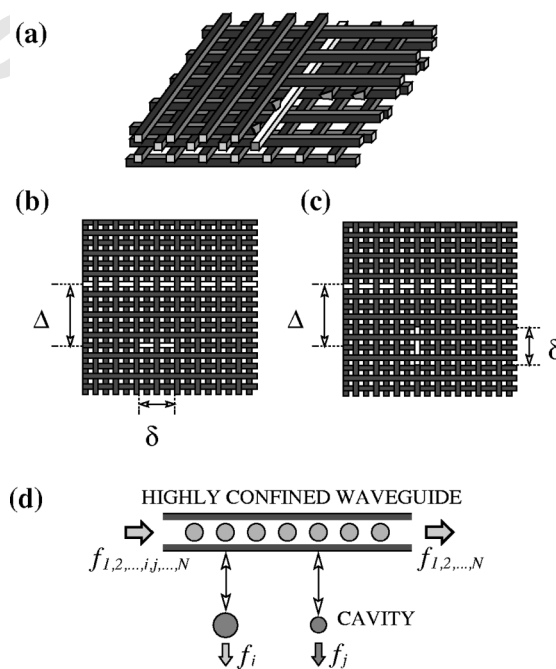 (a)
(b)
(c)
Δ
δ
Δ
δ
(d)
HIGHLY CONFINED WAVEGUIDE
f1,2,...,i,j,...,N
f1,2,...,N
CAVITY
fi
fj